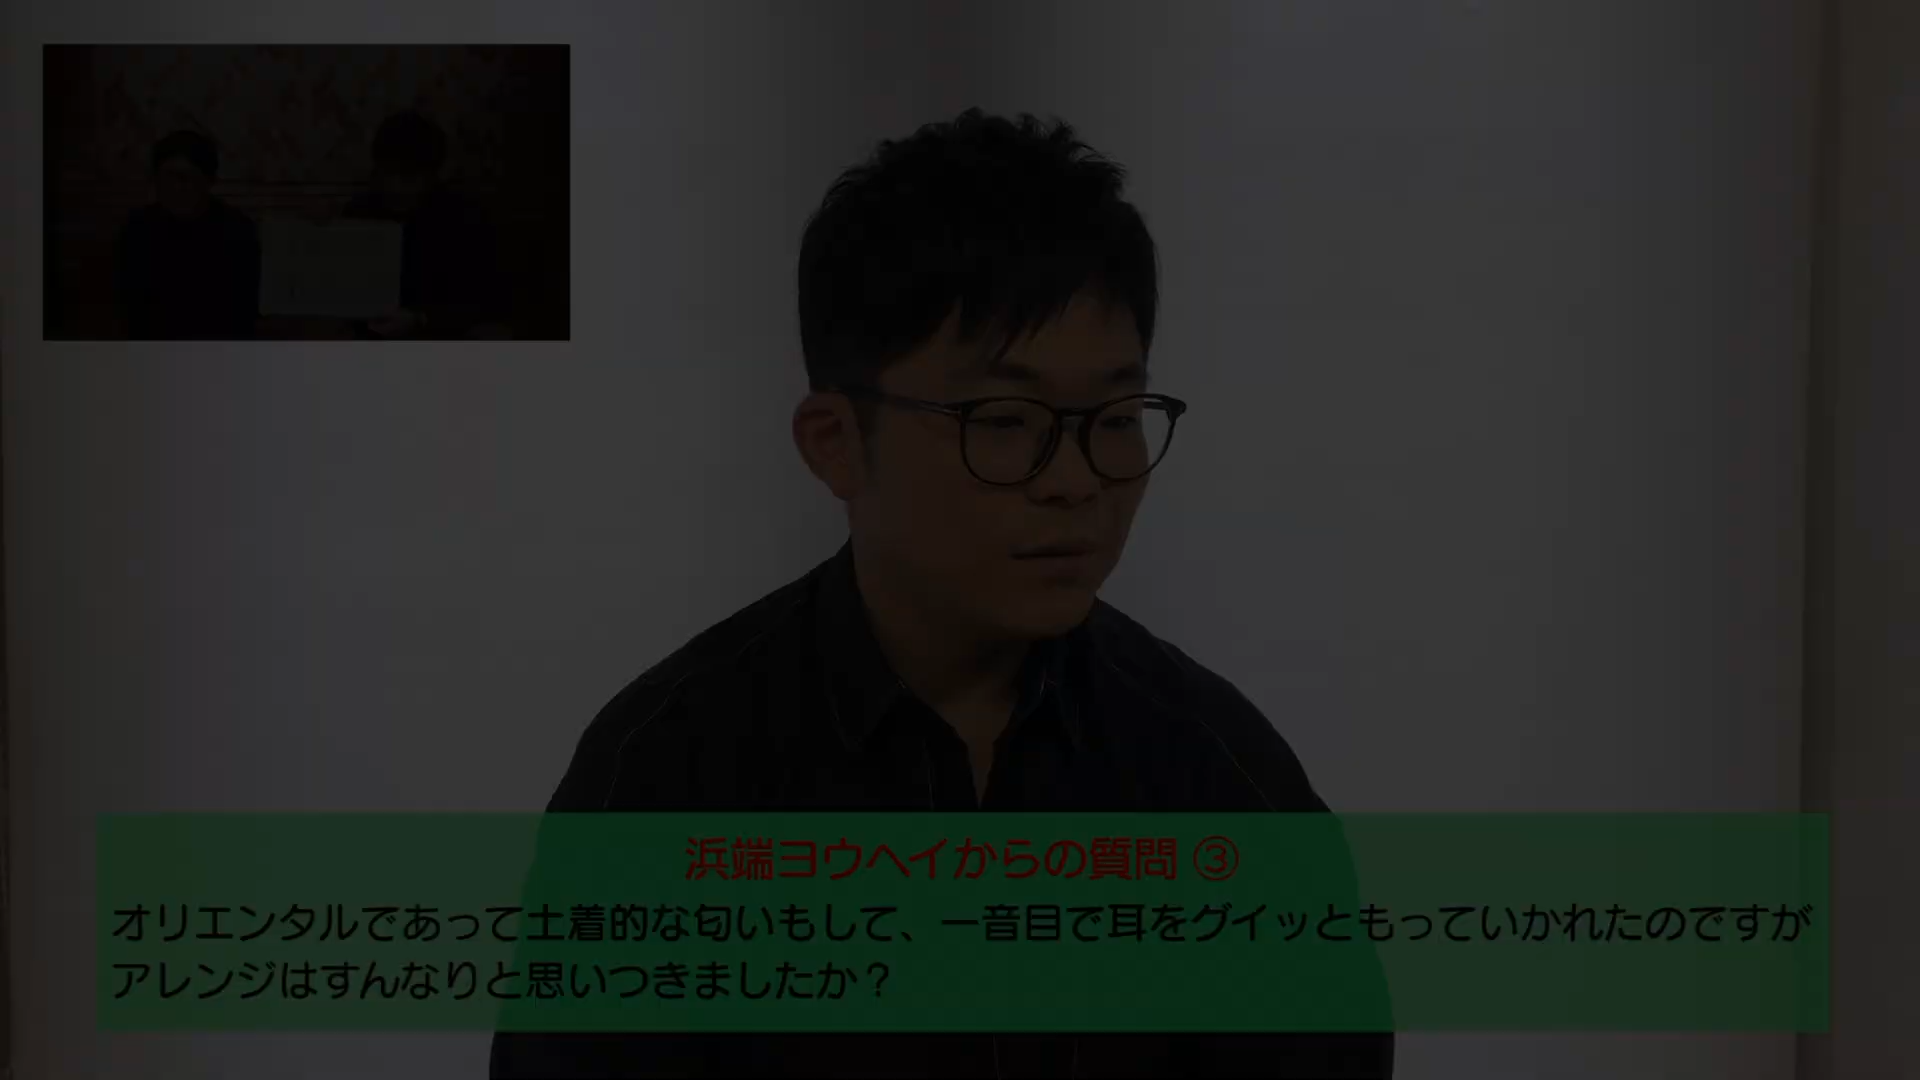 浜端ヨウヘイからの質問 ③
オリエンタルであって土着的な匂いもして、一音目で耳をグイッともっていかれたのですが
アレンジはすんなりと思いつきましたか？